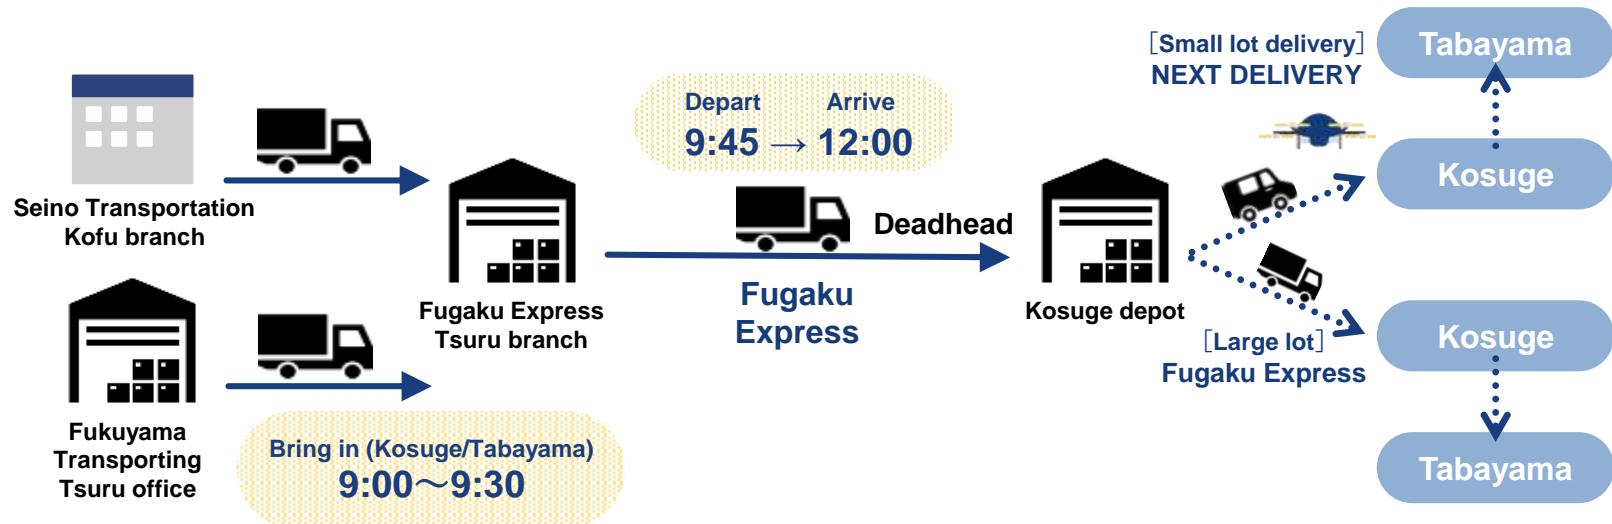 Seino Transportation
Kofu branch
Fukuyama
Transporting
Tsuru office
Bring in (Kosuge/Tabayama)
9:00～9:30
Fugaku Express
Tsuru branch
Depart Arrive
9:45 → 12:00
Deadhead
Fugaku
Express
Kosuge depot
［Small lot delivery］
NEXT DELIVERY
Tabayama
Kosuge
［Large lot］
Fugaku Express
Kosuge
Tabayama